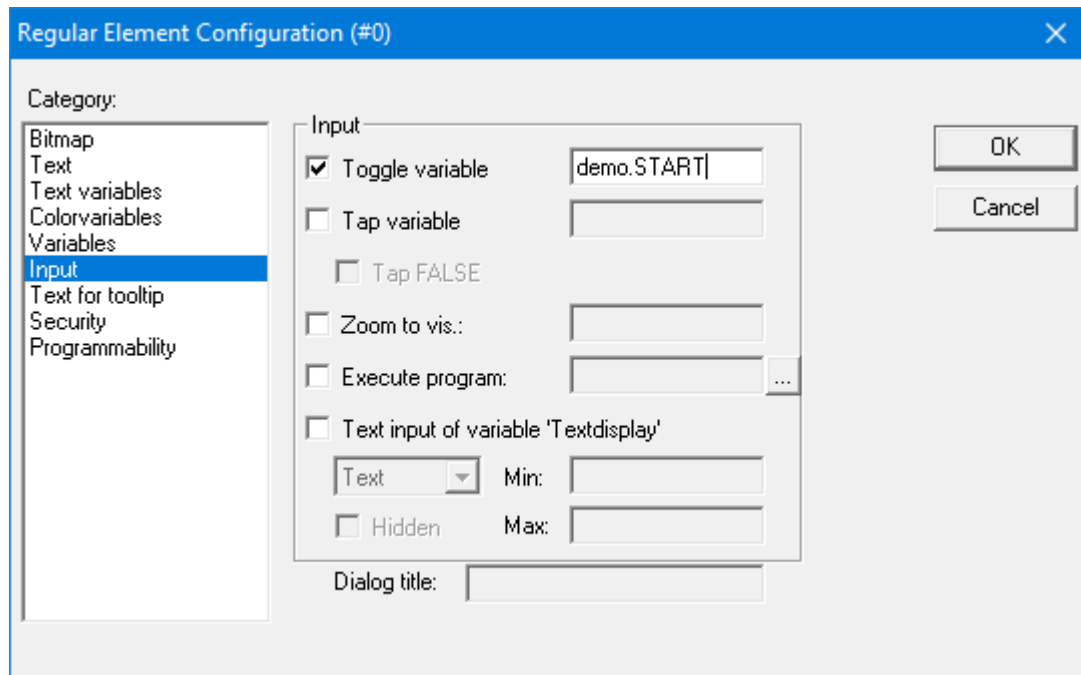 Regular Element Configuration (#0)
Category:
Bitmap
Text
Text variables
Colorvariables
Variables
Input
Text for tooltip
Security
Programmability
Input
Toggle variable demo.START
Tap variable
Tap FALSE
Zoom to vis.:
Execute program: ...
Text input of variable 'Textdisplay'
Text Min:
Hidden Max:
Dialog title:
OK
Cancel